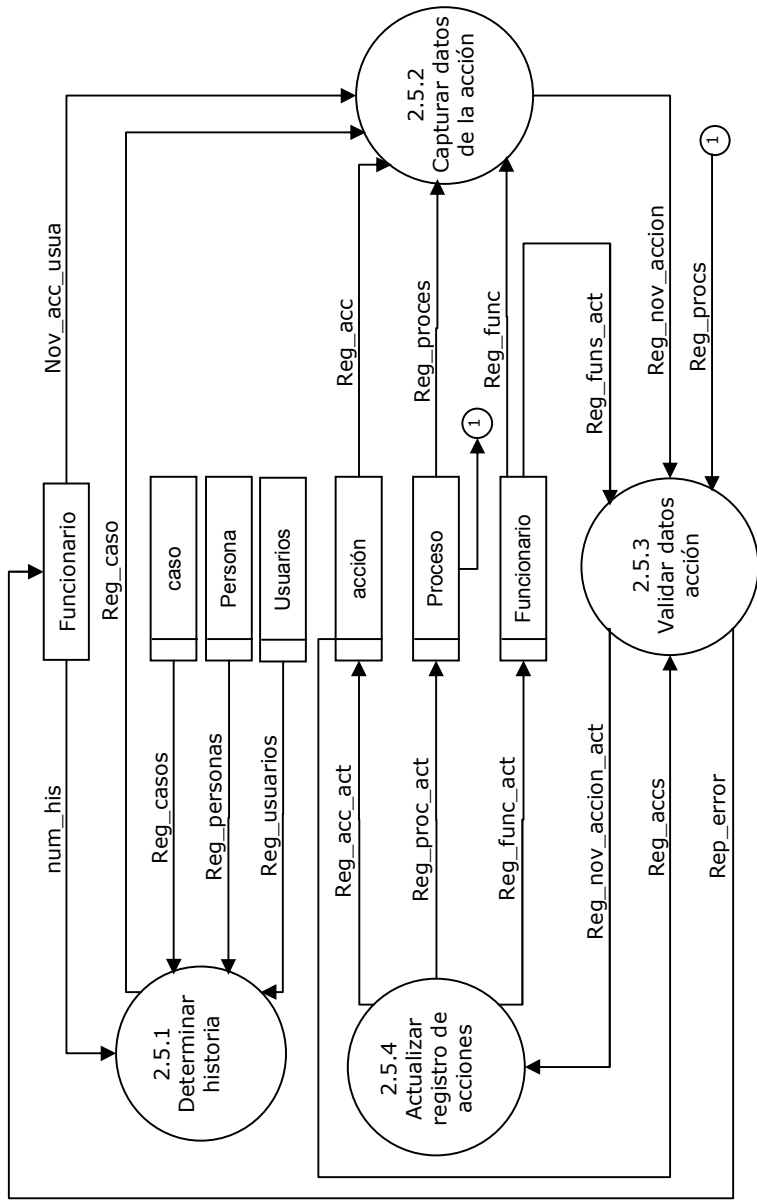 num_his
Funcionario
Nov_acc_usua
Reg_caso
2.5.1
Determinar
historia
Reg_casos
caso
Reg_personas
Persona
Reg_usuarios
Usuarios
2.5.2
Capturar datos
de la acción
2.5.4
Actualizar
registro de
acciones
Reg_acc_act
acción
Reg_acc
Reg_proc_act
Proceso
Reg_proces
1
Reg_func_act
Funcionario
Reg_func
Reg_funs_act
Reg_nov_accion_act
2.5.3
Validar datos
acción
Reg_nov_accion
Reg_accs
Reg_procs
1
Rep_error